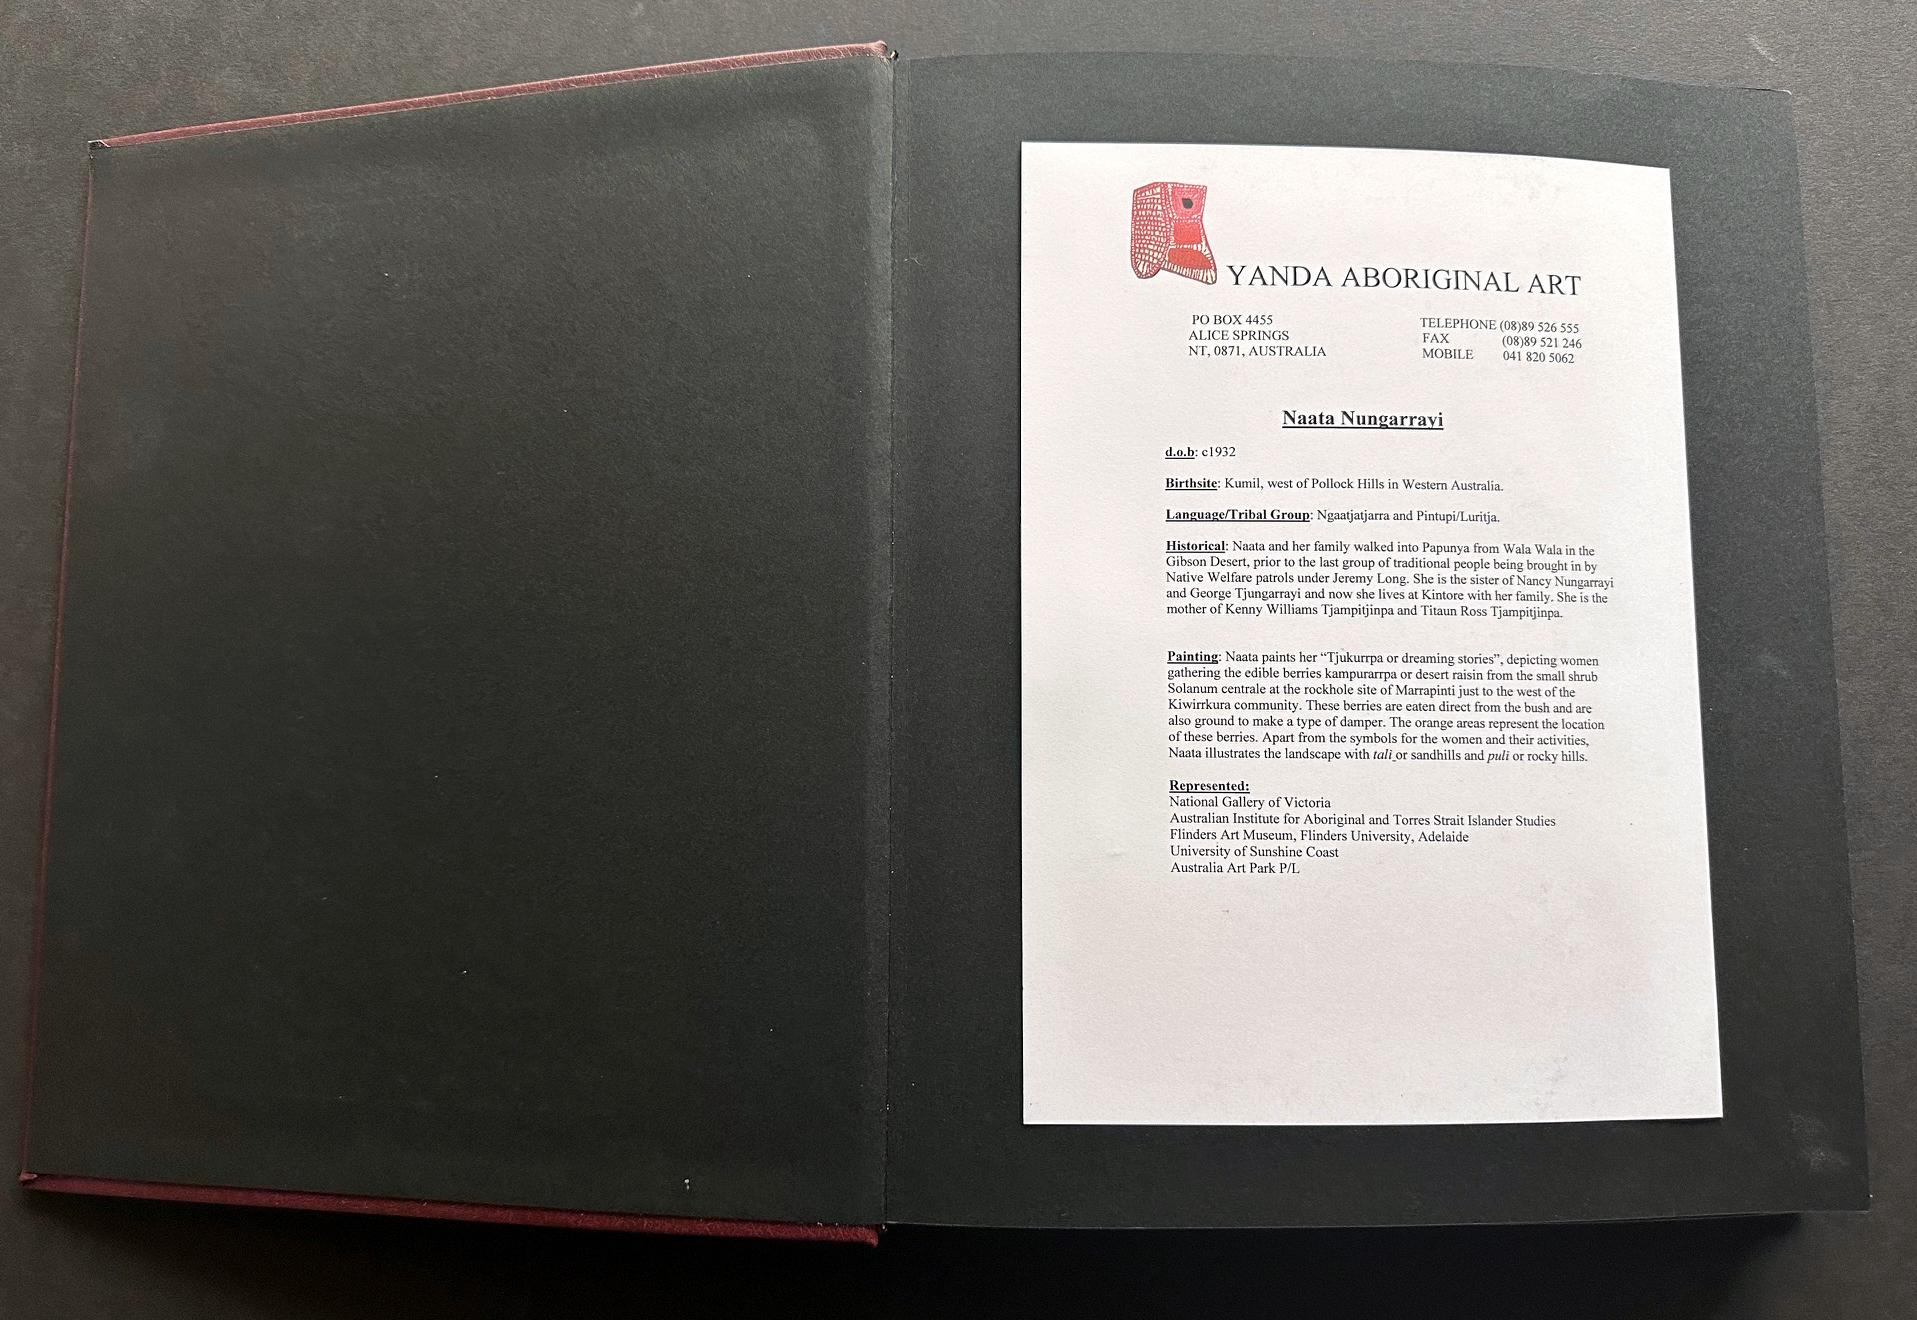 YANDA ABORIGINAL ART
PO BOX 4455
ALICE SPRINGS
NT, 0871, AUSTRALIA
TELEPHONE (08)89 526 555
FAX (08)89 521 246
MOBILE 041 820 5062
Naata Nungarrayi
d.o.b: c1932
Birthsite: Kumil, west of Pollock Hills in Western Australia.
Language/Tribal Group: Ngaatjatjarra and Pintupi/Luritja.
Historical: Naata and her family walked into Papunya from Wala Wala in the
Gibson Desert, prior to the last group of traditional people being brought in by
Native Welfare patrols under Jeremy Long. She is the sister of Nancy Nungarrayi
and George Tjungarrayi and now she lives at Kintore with her family. She is the
mother of Kenny Williams Tjampitjinpa and Titaun Ross Tjampitjinpa.
Painting: Naata paints her “Tjukurrpa or dreaming stories”, depicting women
gathering the edible berries kampurarrpa or desert raisin from the small shrub
Solanum centrale at the rockhole site of Marrapinti just to the west of the
Kiwirrkura community. These berries are eaten direct from the bush and are
also ground to make a type of damper. The orange areas represent the location
of these berries. Apart from the symbols for the women and their activities,
Naata illustrates the landscape with tali or sandhills and puli or rocky hills.
Represented:
National Gallery of Victoria
Australian Institute for Aboriginal and Torres Strait Islander Studies
Flinders Art Museum, Flinders University, Adelaide
University of Sunshine Coast
Australia Art Park P/L